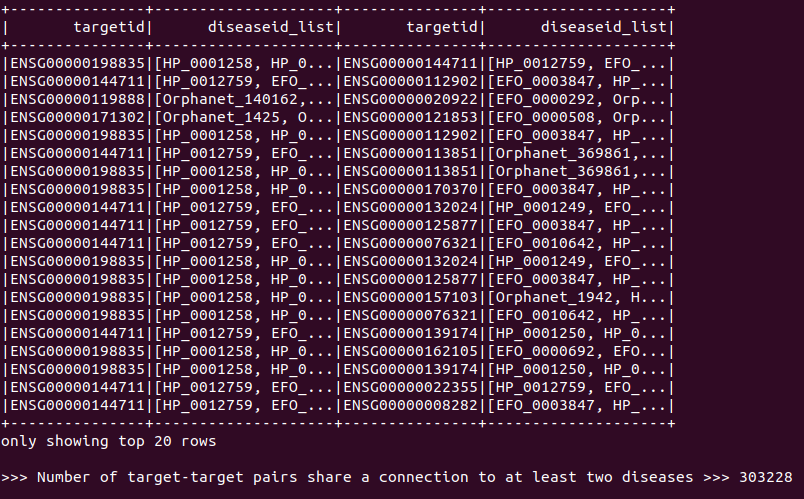 +---------------+--------------------+---------------+--------------------+
|       targetid|      diseaseid_list|       targetid|      diseaseid_list|
+---------------+--------------------+---------------+--------------------+
|ENSG00000198835|[HP_0001258, HP_0...|ENSG00000144711|[HP_0012759, EFO_...|
|ENSG00000144711|[HP_0012759, EFO_...|ENSG00000112902|[EFO_0003847, HP_...|
|ENSG00000119888|[Orphanet_140162,...|ENSG00000020922|[EFO_0000292, Orp...|
|ENSG00000171302|[Orphanet_1425, O...|ENSG00000121853|[EFO_0000508, Orp...|
|ENSG00000198835|[HP_0001258, HP_0...|ENSG00000112902|[EFO_0003847, HP_...|
|ENSG00000144711|[HP_0012759, EFO_...|ENSG00000113851|[Orphanet_369861,...|
|ENSG00000198835|[HP_0001258, HP_0...|ENSG00000113851|[Orphanet_369861,...|
|ENSG00000198835|[HP_0001258, HP_0...|ENSG00000170370|[EFO_0003847, HP_...|
|ENSG00000144711|[HP_0012759, EFO_...|ENSG00000132024|[HP_0001249, EFO_...|
|ENSG00000144711|[HP_0012759, EFO_...|ENSG00000125877|[EFO_0003847, HP_...|
|ENSG00000144711|[HP_0012759, EFO_...|ENSG00000076321|[EFO_0010642, HP_...|
|ENSG00000198835|[HP_0001258, HP_0...|ENSG00000132024|[HP_0001249, EFO_...|
|ENSG00000198835|[HP_0001258, HP_0...|ENSG00000125877|[EFO_0003847, HP_...|
|ENSG00000198835|[HP_0001258, HP_0...|ENSG00000157103|[Orphanet_1942, H...|
|ENSG00000198835|[HP_0001258, HP_0...|ENSG00000076321|[EFO_0010642, HP_...|
|ENSG00000144711|[HP_0012759, EFO_...|ENSG00000139174|[HP_0001250, HP_0...|
|ENSG00000198835|[HP_0001258, HP_0...|ENSG00000162105|[EFO_0000692, EFO...|
|ENSG00000198835|[HP_0001258, HP_0...|ENSG00000139174|[HP_0001250, HP_0...|
|ENSG00000144711|[HP_0012759, EFO_...|ENSG00000022355|[HP_0012759, EFO_...|
|ENSG00000144711|[HP_0012759, EFO_...|ENSG00000008282|[EFO_0003847, HP_...|
+---------------+--------------------+---------------+--------------------+
only showing top 20 rows
>>> Number of target-target pairs share a connection to at least two diseases >>> 303228